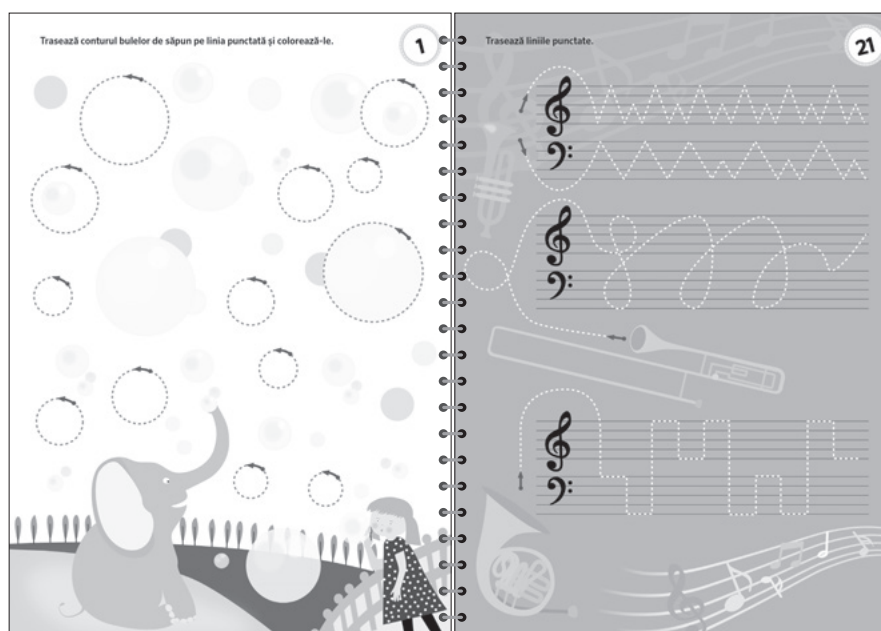 Trasează conturul bulelor de săpun pe linia punctată și colorează-le.
1
Trasează liniile punctate.
21